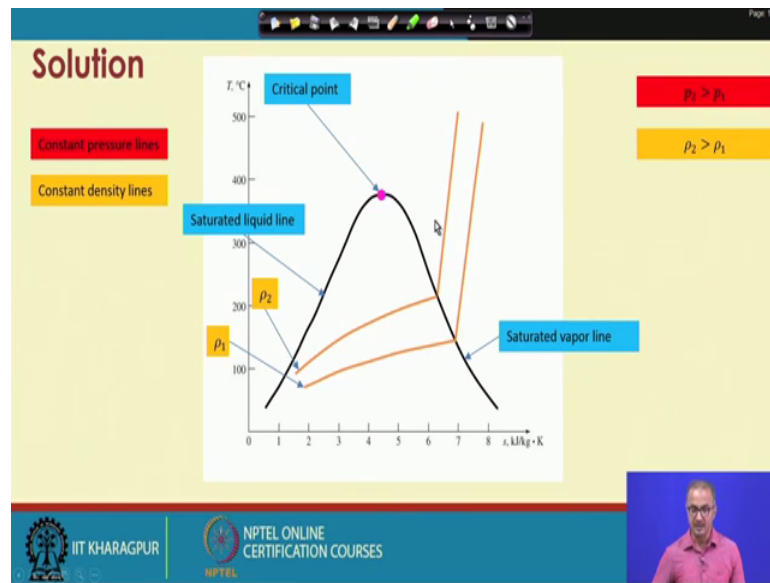 Page: 1
Solution
Constant pressure lines
Constant density lines
p₂ > p₁
ρ₂ > ρ₁
T, °C
Critical point
500
400
Saturated liquid line
300
ρ₂
200
ρ₁
Saturated vapor line
100
0 1 2 3 4 5 6 7 8 s, kJ/kg • K
IIT KHARAGPUR
NPTEL
NPTEL ONLINE
CERTIFICATION COURSES